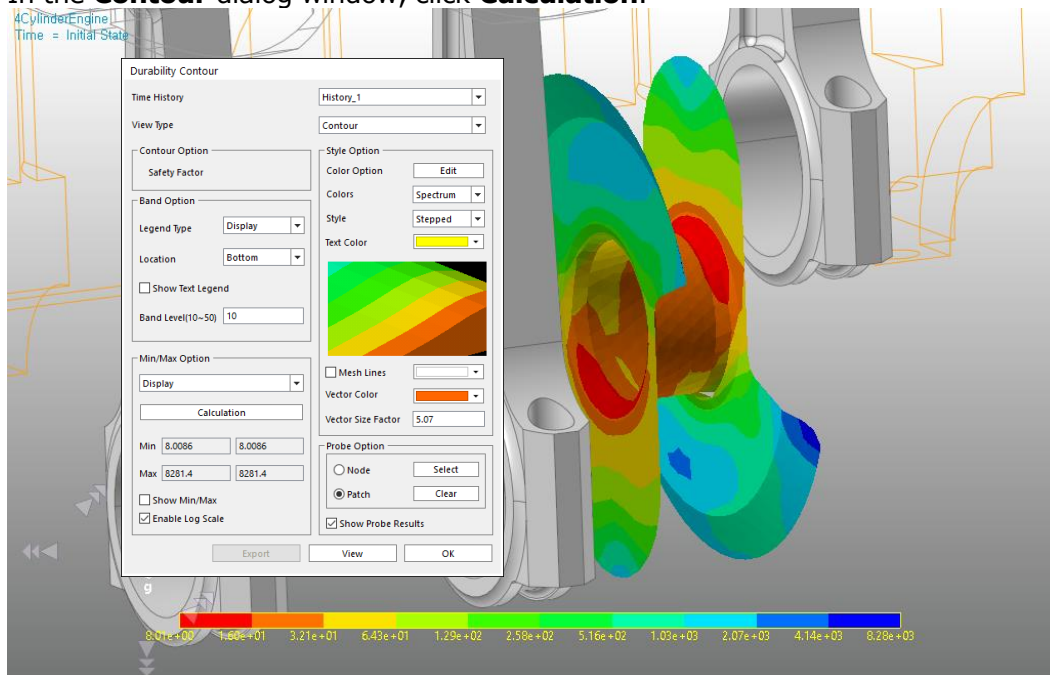 In the Contour dialog window, click Calculation.
4CylinderEngine
Time = Initial State
Durability Contour
Time History History_1
View Type Contour
Contour Option
Safety Factor
Band Option
Legend Type Display
Location Bottom
Show Text Legend
Band Level(10~50) 10
Min/Max Option
Display
Calculation
Min 8.0086 8.0086
Max 8281.4 8281.4
Show Min/Max
Enable Log Scale
Style Option
Color Option Edit
Colors Spectrum
Style Stepped
Text Color
Mesh Lines
Vector Color
Vector Size Factor 5.07
Probe Option
Node Select
Patch Clear
Show Probe Results
Export View OK
g
8.01e+00 1.60e+01 3.21e+01 6.43e+01 1.29e+02 2.58e+02 5.16e+02 1.03e+03 2.07e+03 4.14e+03 8.28e+03